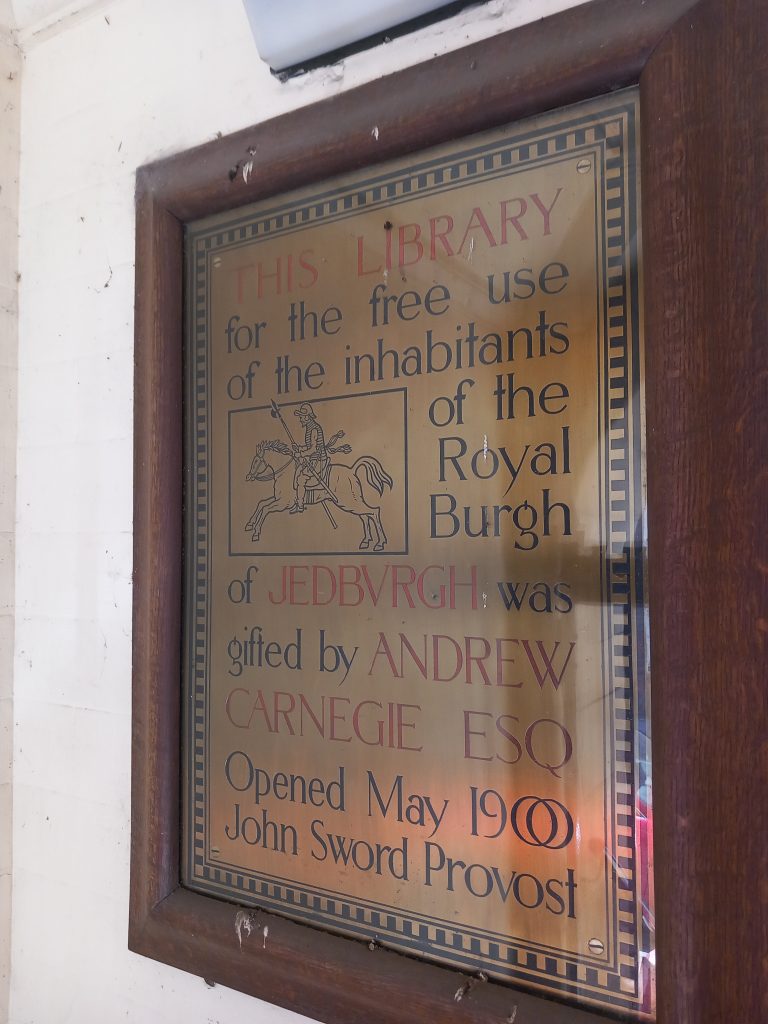 THIS LIBRARY
for the free use
of the inhabitants
of the
Royal
Burgh
of JEDBVRGH was
gifted by ANDREW
CARNEGIE ESQ
Opened May 1900
John Sword Provost